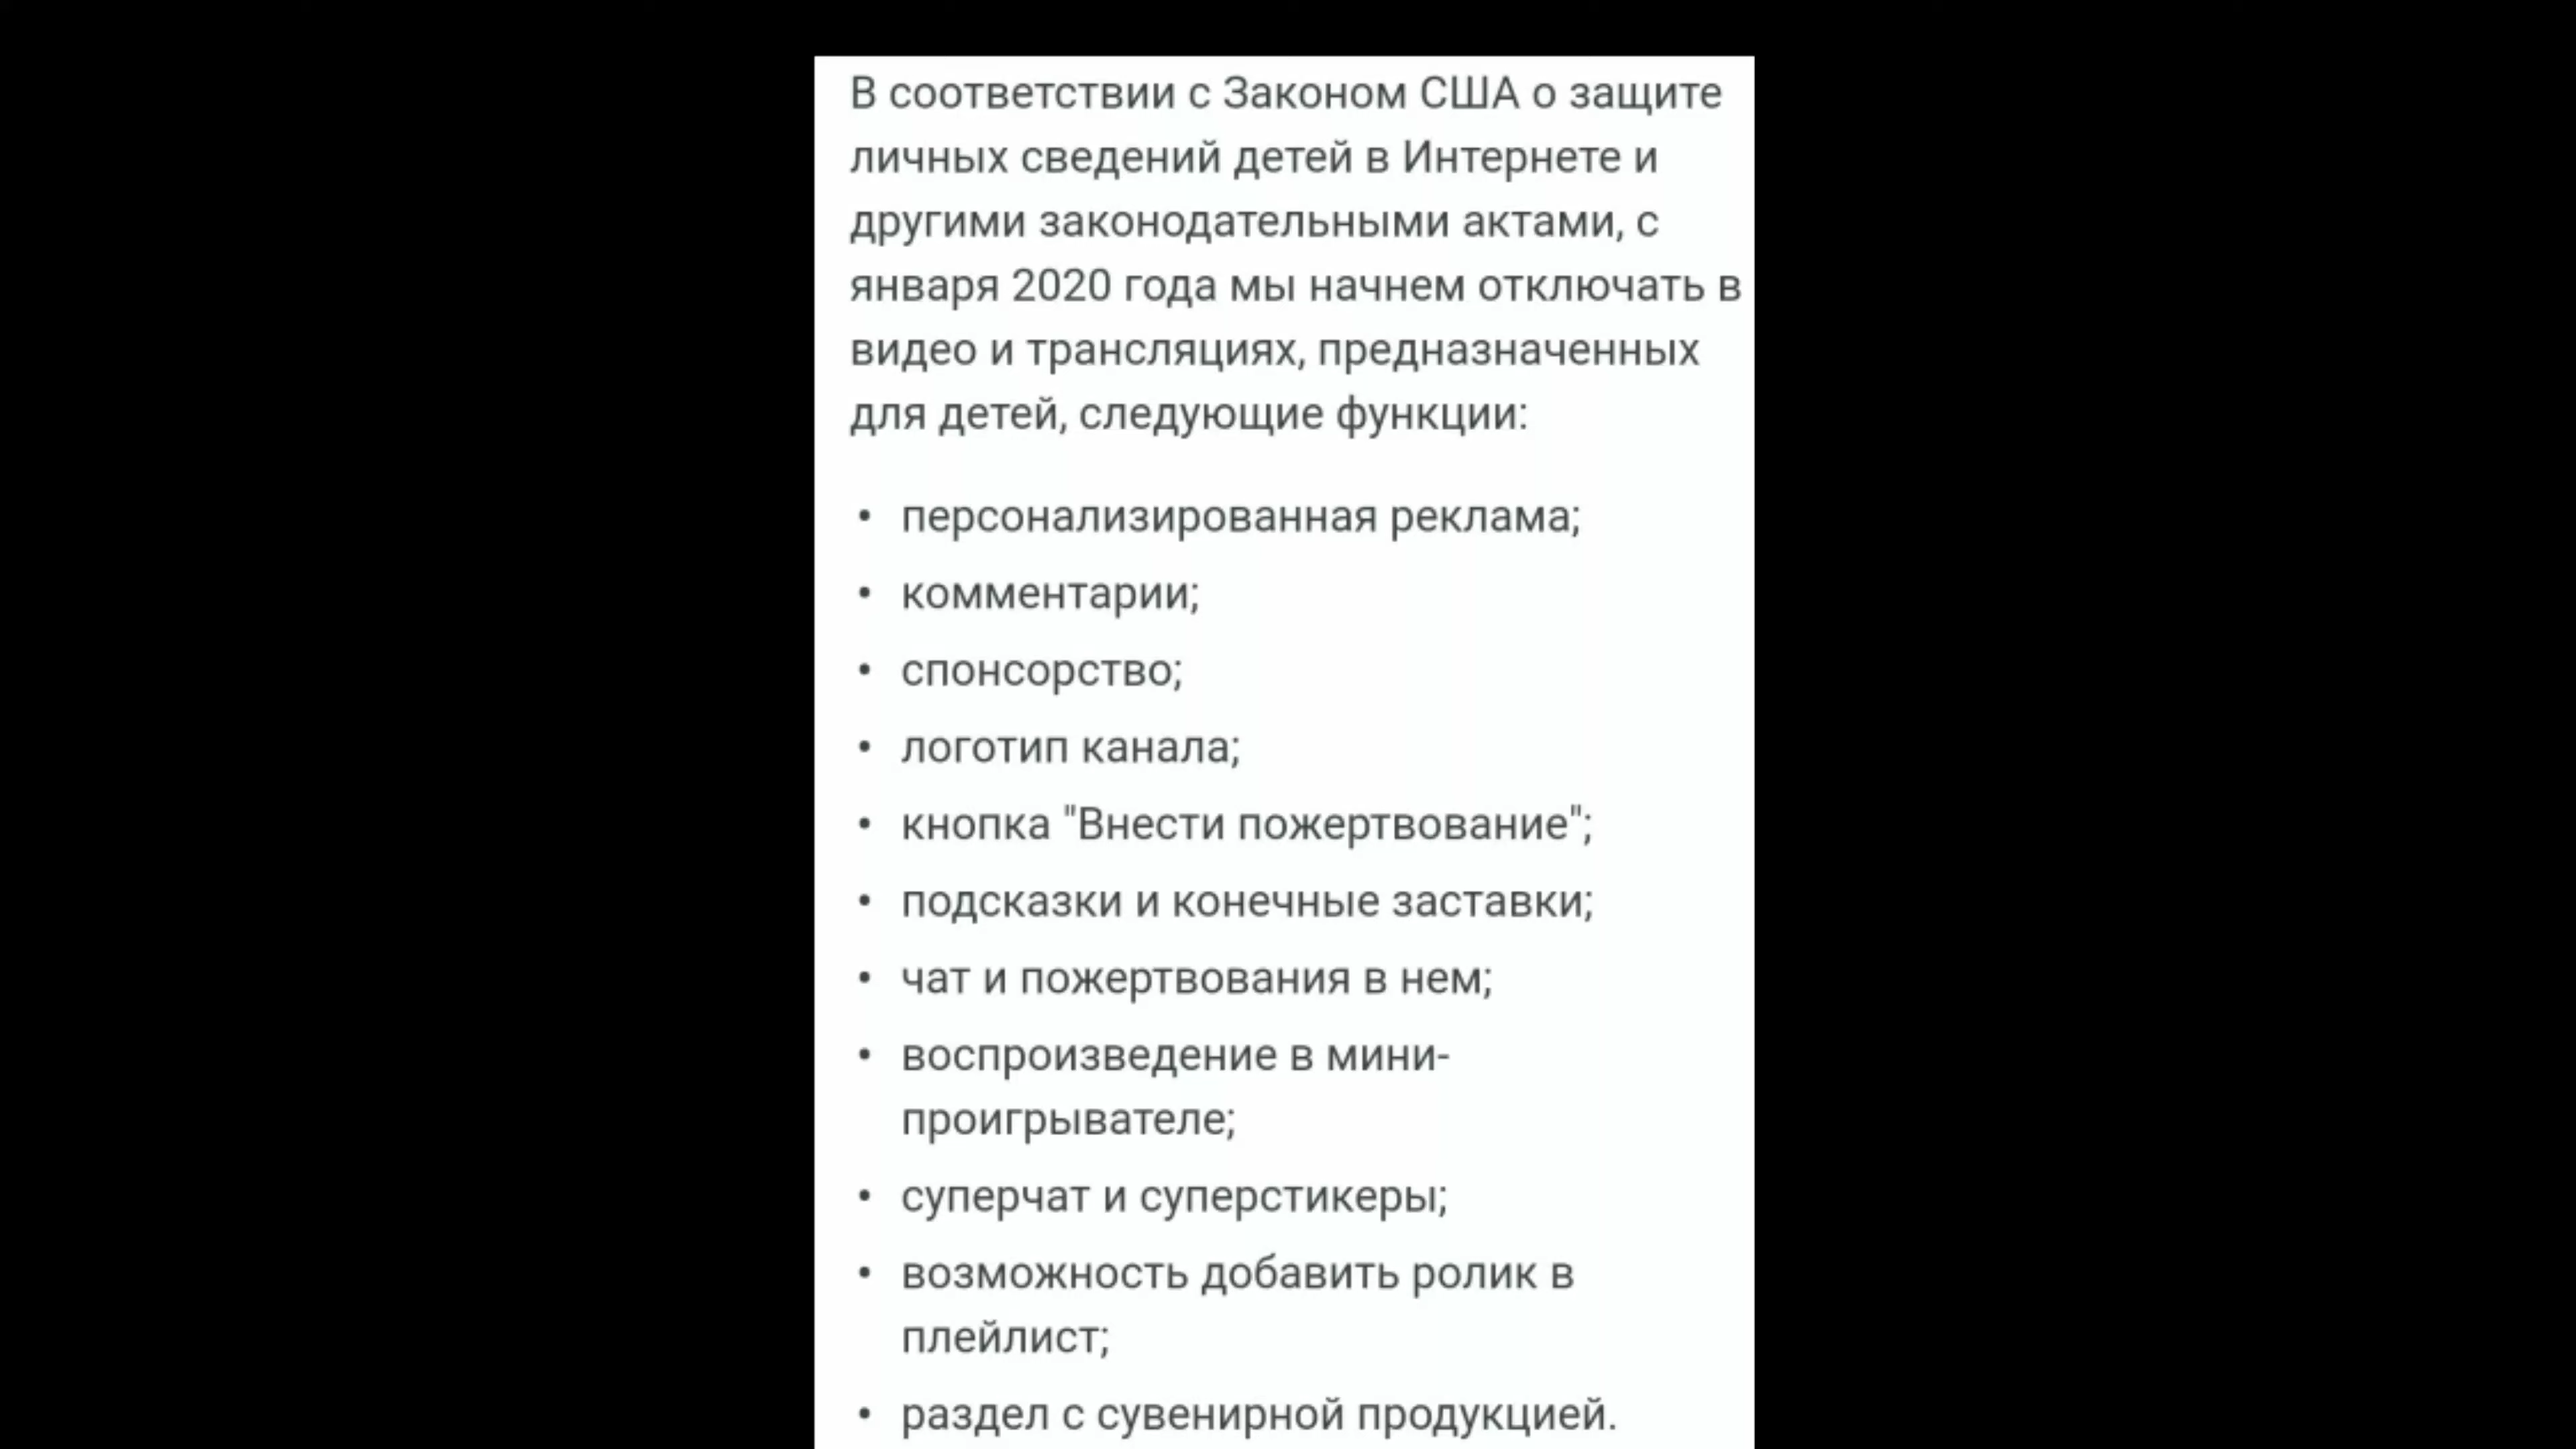 В соответствии с Законом США о защите
личных сведений детей в Интернете и
другими законодательными актами, с
января 2020 года мы начнем отключать в
видео и трансляциях, предназначенных
для детей, следующие функции:
• персонализированная реклама;
• комментарии;
• спонсорство;
• логотип канала;
• кнопка "Внести пожертвование";
• подсказки и конечные заставки;
• чат и пожертвования в нем;
• воспроизведение в мини-
проигрывателе;
• суперчат и суперстикеры;
• возможность добавить ролик в
плейлист;
• раздел с сувенирной продукцией.